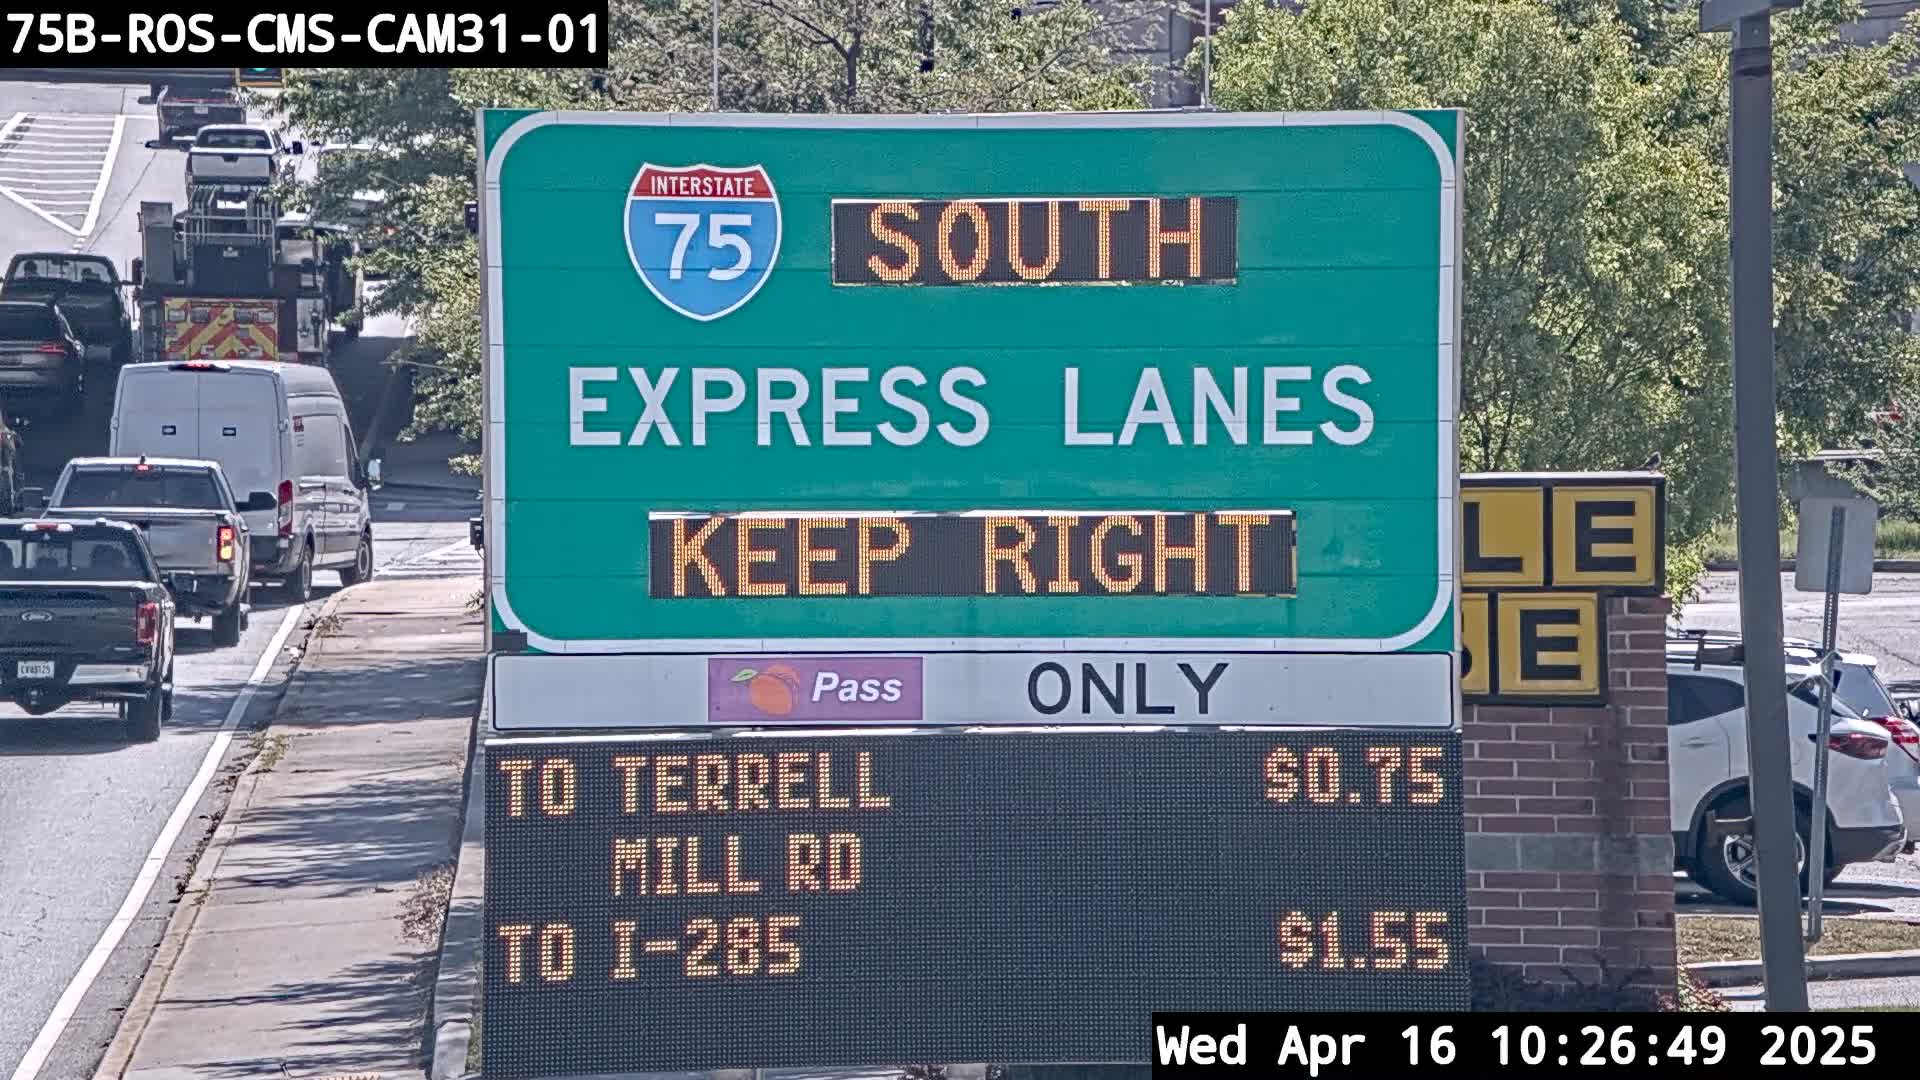 75B-ROS-CMS-CAM31-01
INTERSTATE
75
SOUTH
EXPRESS LANES
KEEP RIGHT
Pass ONLY
TO TERRELL $0.75
MILL RD
TO I-285 $1.55
LE
E
Wed Apr 16 10:26:49 2025